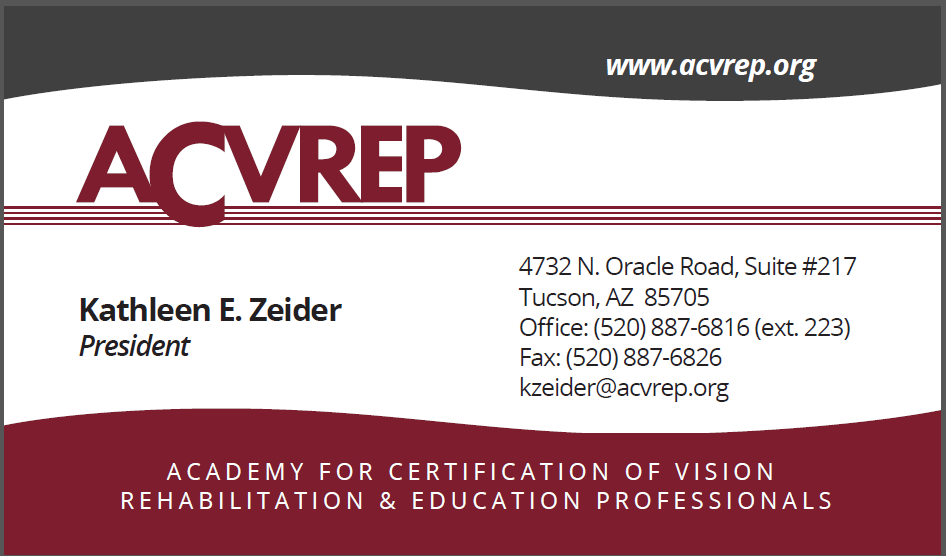 www.acvrep.org
ACVREP
Kathleen E. Zeider
President
4732 N. Oracle Road, Suite #217
Tucson, AZ  85705
Office: (520) 887-6816 (ext. 223)
Fax: (520) 887-6826
kzeider@acvrep.org
ACADEMY FOR CERTIFICATION OF VISION
REHABILITATION & EDUCATION PROFESSIONALS